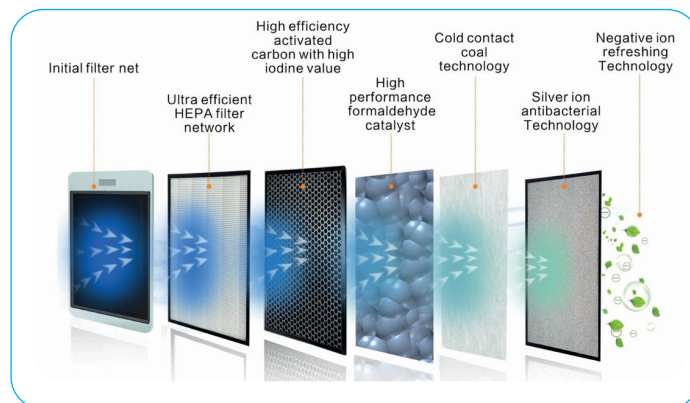 Initial filter net
Ultra efficient
HEPA filter
network
High efficiency
activated
carbon with high
iodine value
High
performance
formaldehyde
catalyst
Cold contact
coal
technology
Silver ion
antibacterial
Technology
Negative ion
refreshing
Technology